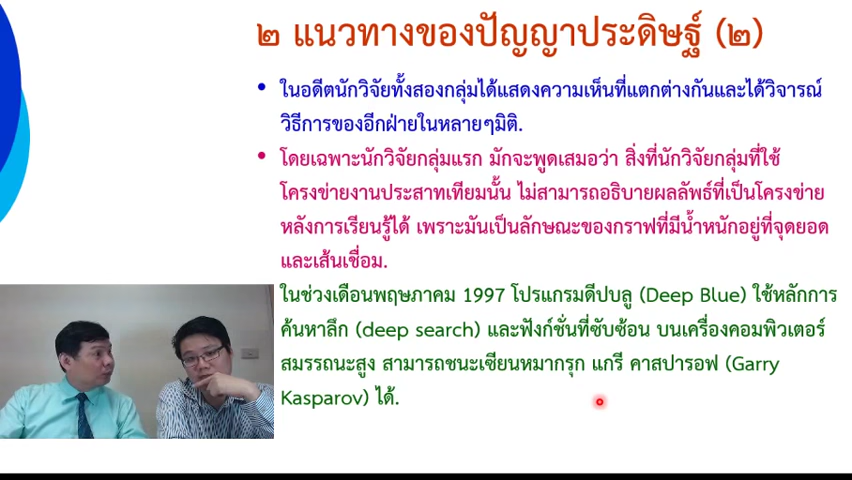 ๒ แนวทางของปัญญาประดิษฐ์ (๒)
• ในอดีตนักวิจัยทั้งสองกลุ่มได้แสดงความเห็นที่แตกต่างกันและได้วิจารณ์
วิธีการของอีกฝ่ายในหลายๆมิติ.
• โดยเฉพาะนักวิจัยกลุ่มแรก มักจะพูดเสมอว่า สิ่งที่นักวิจัยกลุ่มที่ใช้
โครงข่ายงานประสาทเทียมนั้น ไม่สามารถอธิบายผลลัพธ์ที่เป็นโครงข่าย
หลังการเรียนรู้ได้ เพราะมันเป็นลักษณะของกราฟที่มีน้ำหนักอยู่ที่จุดยอด
และเส้นเชื่อม.
ในช่วงเดือนพฤษภาคม 1997 โปรแกรมดีปบลู (Deep Blue) ใช้หลักการ
ค้นหาลึก (deep search) และฟังก์ชั่นที่ซับซ้อน บนเครื่องคอมพิวเตอร์
สมรรถนะสูง สามารถชนะเซียนหมากรุก แกรี คาสปารอฟ (Garry
Kasparov) ได้.